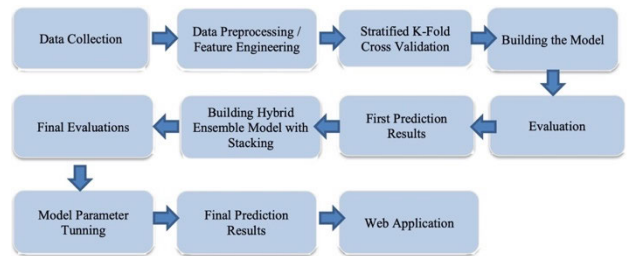 Data Collection
Data Preprocessing /
Feature Engineering
Stratified K-Fold
Cross Validation
Building the Model
Evaluation
First Prediction
Results
Building Hybrid
Ensemble Model with
Stacking
Final Evaluations
Model Parameter
Tunning
Final Prediction
Results
Web Application